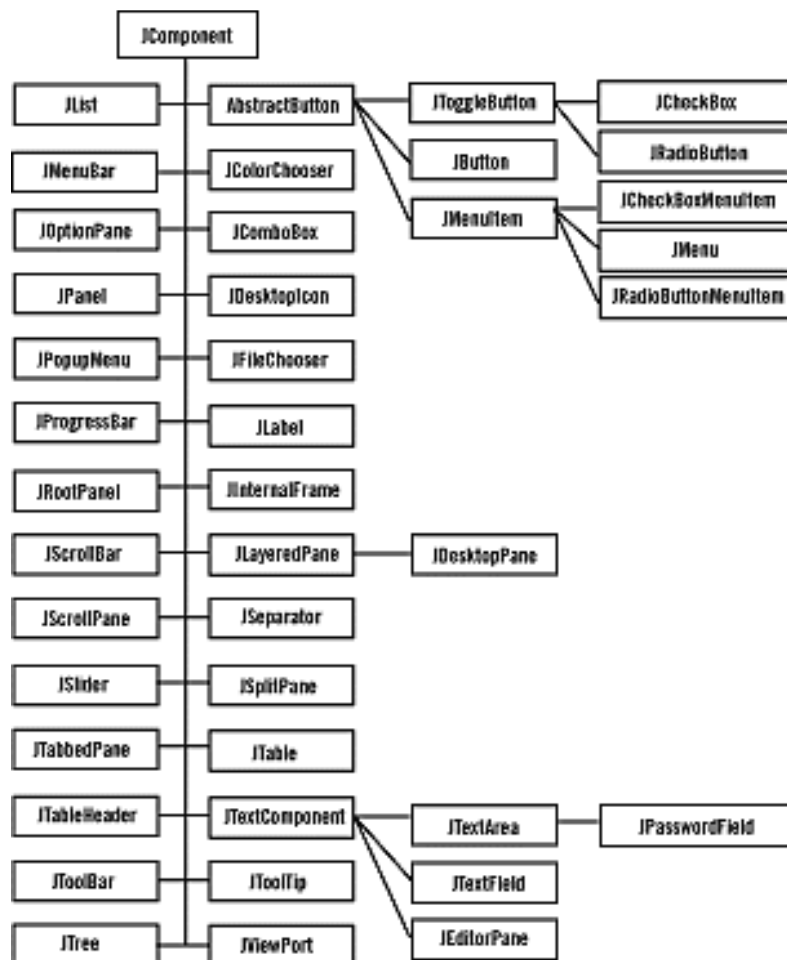 JComponent
JList AbstractButton JToggleButton JCheckBox
JMenuBar JColorChooser JButton JRadioButton
JOptionPane JComboBox JMenuItem JCheckBoxMenuItem
JMenu
JPanel JDesktopIcon JRadioButtonMenuItem
JPopupMenu JFileChooser
JProgressBar JLabel
JRootPanel JInternalFrame
JScrollBar JLayeredPane JDesktopPane
JScrollPane JSeparator
JSlider JSplitPane
JTabbedPane JTable
JTableHeader JTextComponent JTextArea JPasswordField
JToolBar JToolTip JTextField
JTree JViewPort JEditorPane